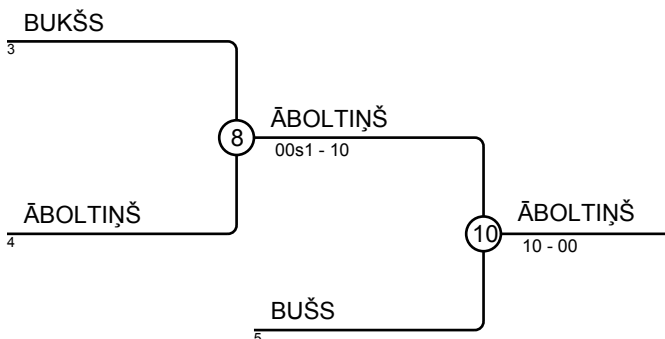 BUKŠS
3
8
ĀBOLTIŅŠ
00s1 - 10
ĀBOLTIŅŠ
4
10
ĀBOLTIŅŠ
10 - 00
BUŠS
5